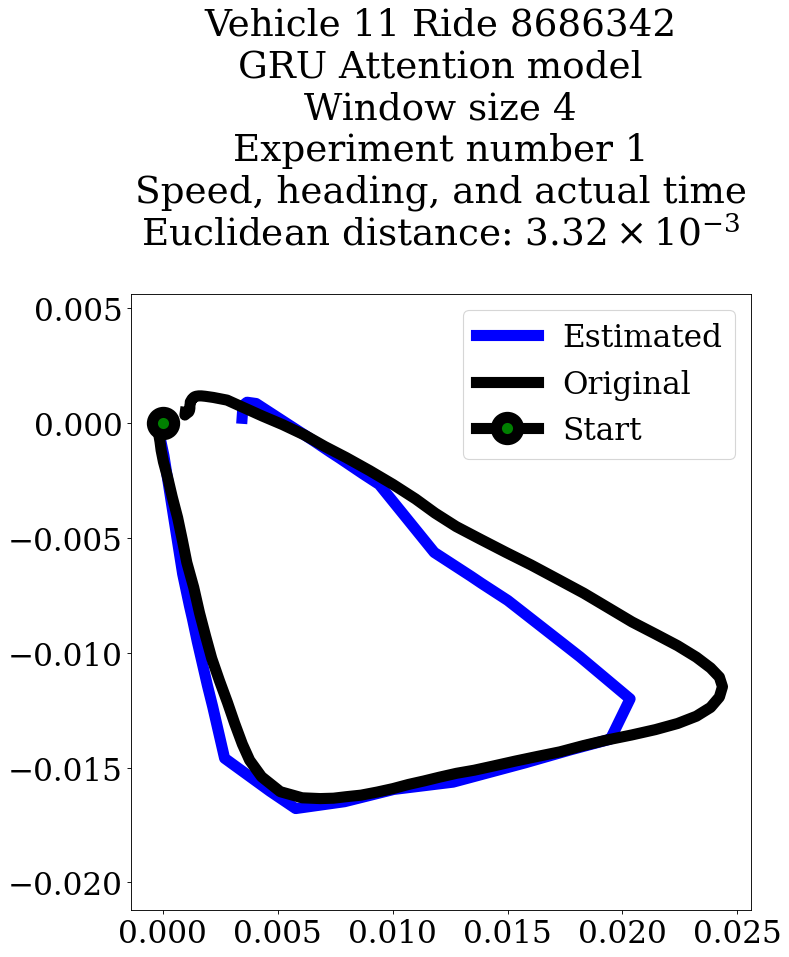 Vehicle 11 Ride 8686342
GRU Attention model
Window size 4
Experiment number 1
Speed, heading, and actual time
Euclidean distance: 3.32 × 10⁻³
0.005
0.000
−0.005
−0.010
−0.015
−0.020
Estimated
Original
Start
0.000 0.005 0.010 0.015 0.020 0.025